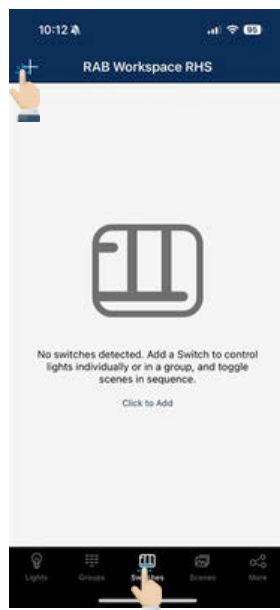 10:12
95
RAB Workspace RHS
No switches detected. Add a Switch to control
lights individually or in a group, and toggle
scenes in sequence.
Click to Add
Lights
Groups
Switches
Scenes
More